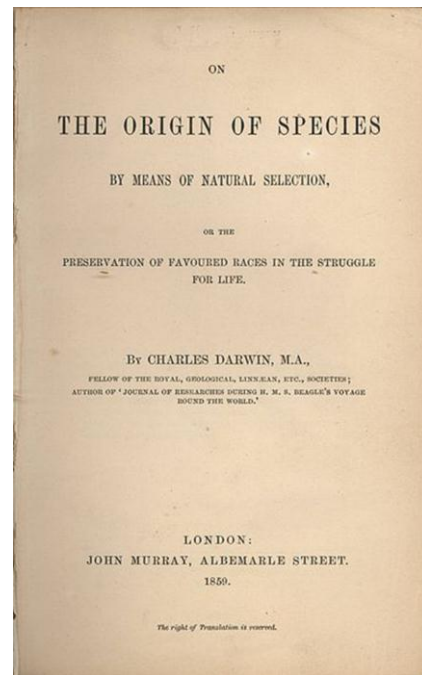 ON
THE ORIGIN OF SPECIES
BY MEANS OF NATURAL SELECTION,
OR THE
PRESERVATION OF FAVOURED RACES IN THE STRUGGLE
FOR LIFE.
BY CHARLES DARWIN, M.A.,
FELLOW OF THE ROYAL, GEOLOGICAL, LINNÆAN, ETC., SOCIETIES;
AUTHOR OF ‘JOURNAL OF RESEARCHES DURING H. M. S. BEAGLE’S VOYAGE
ROUND THE WORLD.’
LONDON:
JOHN MURRAY, ALBEMARLE STREET.
1859.
The right of Translation is reserved.